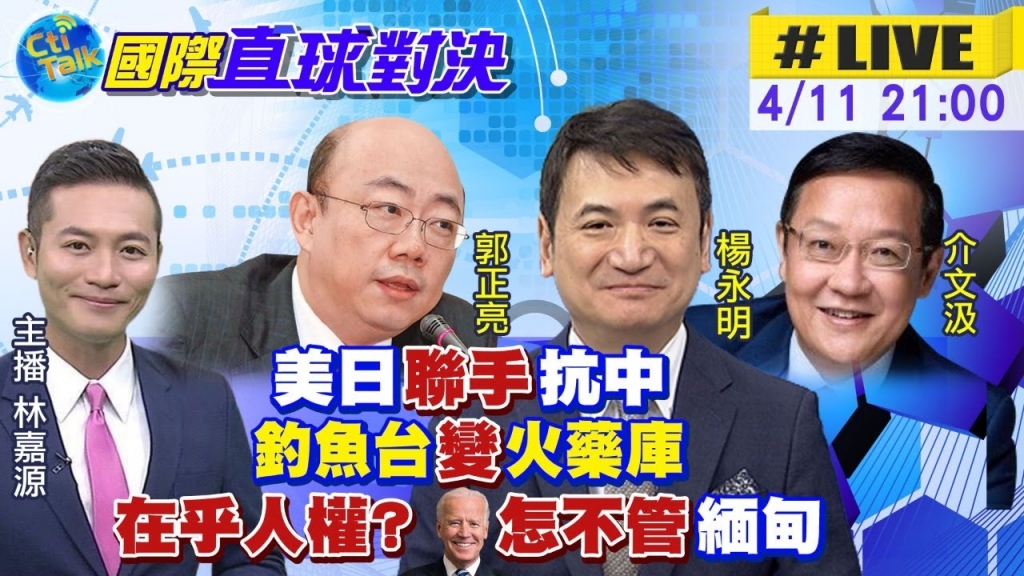 CtiTalk
國際直球對決
#LIVE
4/11 21:00
主播 林嘉源
郭正亮
楊永明
介文汲
美日聯手抗中
釣魚台變火藥庫
在乎人權? 怎不管緬甸